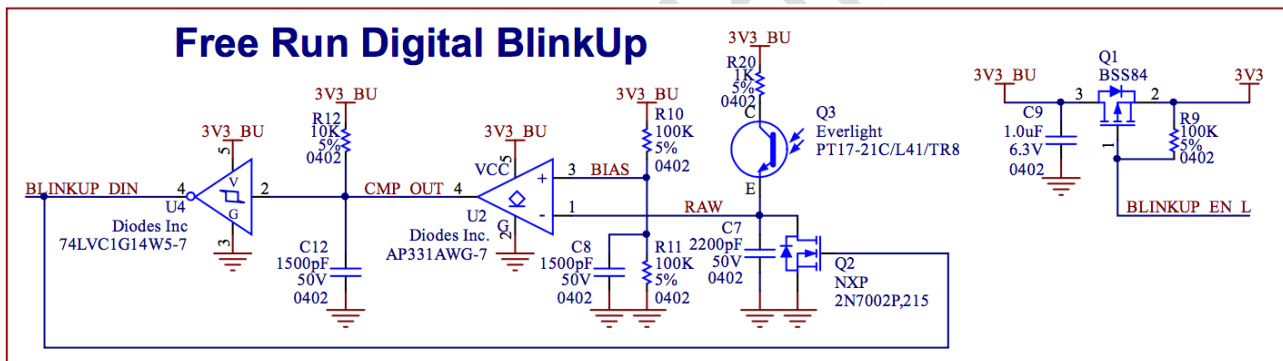 Free Run Digital BlinkUp
3V3_BU
R20
1K
5%
0402
C
Q3
Everlight
PT17-21C/L41/TR8
E
3V3_BU
R12
10K
5%
0402
3V3_BU
R10
100K
5%
0402
3V3_BU
5
V
G
3
BLINKUP_DIN
4
2
U4
Diodes Inc
74LVC1G14W5-7
CMP_OUT
C12
1500pF
50V
0402
3V3_BU
VCC
5
4
+
-
3
BIAS
1
RAW
U2
G
2
Diodes Inc.
AP331AWG-7
C8
1500pF
50V
0402
R11
100K
5%
0402
C7
2200pF
50V
0402
Q2
NXP
2N7002P,215
Q1
BSS84
3V3_BU
3
2
3V3
C9
1.0uF
6.3V
0402
1
R9
100K
5%
0402
BLINKUP_EN_L